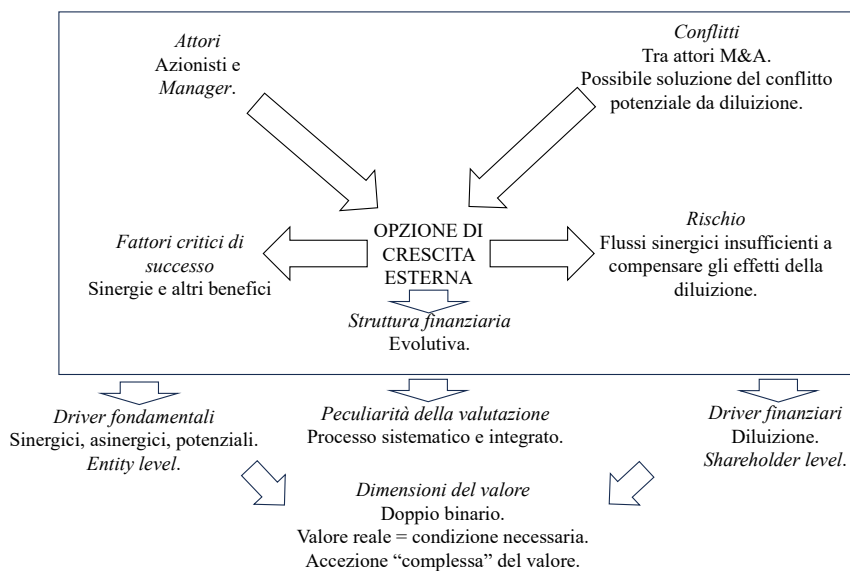 Attori
Azionisti e
Manager.
Conflitti
Tra attori M&A.
Possibile soluzione del conflitto
potenziale da diluizione.
Fattori critici di
successo
Sinergie e altri benefici
OPZIONE DI
CRESCITA
ESTERNA
Rischio
Flussi sinergici insufficienti a
compensare gli effetti della
diluizione.
Struttura finanziaria
Evolutiva.
Driver fondamentali
Sinergici, asinergici, potenziali.
Entity level.
Peculiarità della valutazione
Processo sistematico e integrato.
Driver finanziari
Diluizione.
Shareholder level.
Dimensioni del valore
Doppio binario.
Valore reale = condizione necessaria.
Accezione “complessa” del valore.